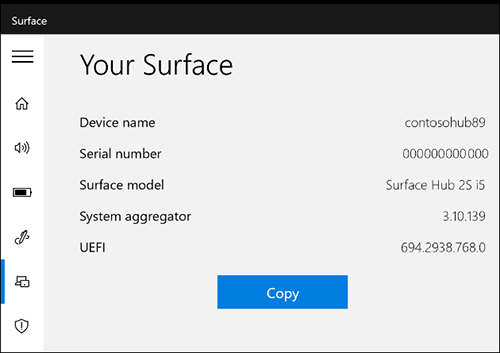 Surface
Your Surface
Device name contosohub89
Serial number 000000000000
Surface model Surface Hub 2S i5
System aggregator 3.10.139
UEFI 694.2938.768.0
Copy